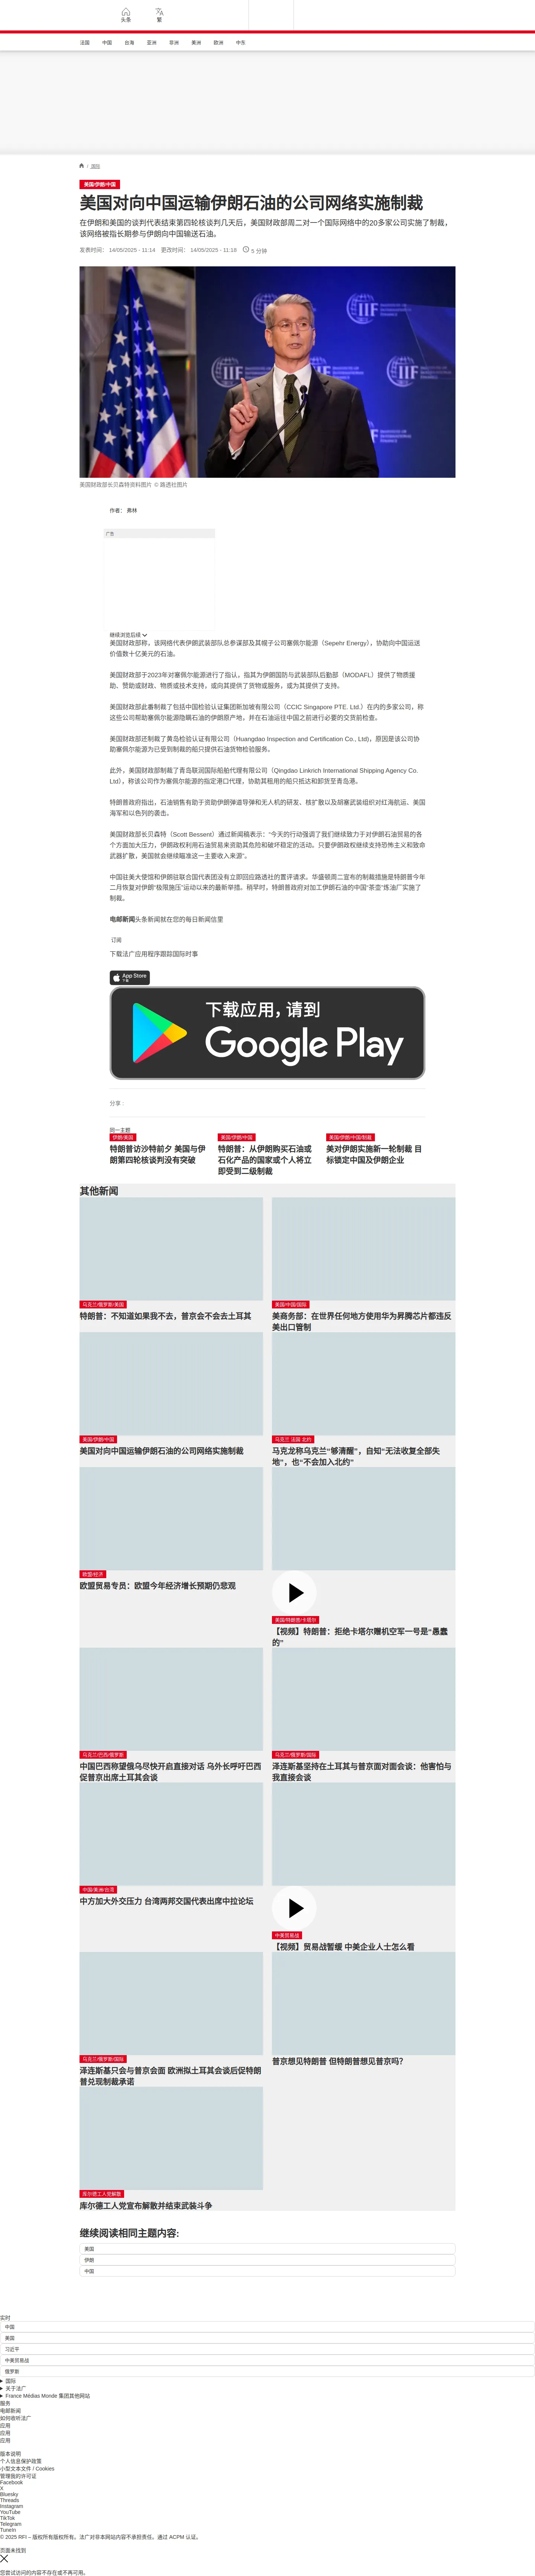 头条
繁
法国
中国
台海
亚洲
非洲
美洲
欧洲
中东
/ 国际
美国/伊朗/中国
美国对向中国运输伊朗石油的公司网络实施制裁
在伊朗和美国的谈判代表结束第四轮核谈判几天后，美国财政部周二对一个国际网络中的20多家公司实施了制裁，
该网络被指长期参与伊朗向中国输送石油。
发表时间： 14/05/2025 - 11:14 更改时间： 14/05/2025 - 11:18 5 分钟
IIF
INSTITUTE OF
INTERNATIONAL
FINANCE
美国财政部长贝森特资料图片 © 路透社图片
作者： 弗林
广告
继续浏览后续
美国财政部称，该网络代表伊朗武装部队总参谋部及其幌子公司塞佩尔能源（Sepehr Energy），协助向中国运送
价值数十亿美元的石油。
美国财政部于2023年对塞佩尔能源进行了指认，指其为伊朗国防与武装部队后勤部（MODAFL）提供了物质援
助、赞助或财政、物质或技术支持，或向其提供了货物或服务，或为其提供了支持。
美国财政部此番制裁了包括中国检验认证集团新加坡有限公司（CCIC Singapore PTE. Ltd.）在内的多家公司，称
这些公司帮助塞佩尔能源隐瞒石油的伊朗原产地，并在石油运往中国之前进行必要的交货前检查。
美国财政部还制裁了黄岛检验认证有限公司（Huangdao Inspection and Certification Co., Ltd)，原因是该公司协
助塞佩尔能源为已受到制裁的船只提供石油货物检验服务。
此外，美国财政部制裁了青岛联润国际船舶代理有限公司（Qingdao Linkrich International Shipping Agency Co.
Ltd），称该公司作为塞佩尔能源的指定港口代理，协助其租用的船只抵达和卸货至青岛港。
特朗普政府指出，石油销售有助于资助伊朗弹道导弹和无人机的研发、核扩散以及胡塞武装组织对红海航运、美国
海军和以色列的袭击。
美国财政部长贝森特（Scott Bessent）通过新闻稿表示：“今天的行动强调了我们继续致力于对伊朗石油贸易的各
个方面加大压力，伊朗政权利用石油贸易来资助其危险和破坏稳定的活动。只要伊朗政权继续支持恐怖主义和致命
武器扩散，美国就会继续瞄准这一主要收入来源”。
中国驻美大使馆和伊朗驻联合国代表团没有立即回应路透社的置评请求。华盛顿周二宣布的制裁措施是特朗普今年
二月恢复对伊朗“极限施压”运动以来的最新举措。稍早时，特朗普政府对加工伊朗石油的中国“茶壶”炼油厂实施了
制裁。
电邮新闻头条新闻就在您的每日新闻信里
订阅
下载法广应用程序跟踪国际时事
App Store
下载
下载应用，请到
Google Play
分享 :
同一主题
伊朗/美国
特朗普访沙特前夕 美国与伊
朗第四轮核谈判没有突破
美国/伊朗/中国
特朗普：从伊朗购买石油或
石化产品的国家或个人将立
即受到二级制裁
美国/伊朗/中国/制裁
美对伊朗实施新一轮制裁 目
标锁定中国及伊朗企业
其他新闻
乌克兰/俄罗斯/美国
特朗普：不知道如果我不去，普京会不会去土耳其
美国/中国/国际
美商务部：在世界任何地方使用华为昇腾芯片都违反
美出口管制
美国/伊朗/中国
美国对向中国运输伊朗石油的公司网络实施制裁
乌克兰 法国 北约
马克龙称乌克兰“够清醒”，自知“无法收复全部失
地”，也“不会加入北约”
欧盟/经济
欧盟贸易专员：欧盟今年经济增长预期仍悲观
美国/特朗普/卡塔尔
【视频】特朗普：拒绝卡塔尔赠机空军一号是“愚蠢
的”
乌克兰/巴西/俄罗斯
中国巴西称望俄乌尽快开启直接对话 乌外长呼吁巴西
促普京出席土耳其会谈
乌克兰/俄罗斯/国际
泽连斯基坚持在土耳其与普京面对面会谈：他害怕与
我直接会谈
中国/美洲/台湾
中方加大外交压力 台湾两邦交国代表出席中拉论坛
中美贸易战
【视频】贸易战暂缓 中美企业人士怎么看
乌克兰/俄罗斯/国际
泽连斯基只会与普京会面 欧洲拟土耳其会谈后促特朗
普兑现制裁承诺
普京想见特朗普 但特朗普想见普京吗?
库尔德工人党解散
库尔德工人党宣布解散并结束武装斗争
继续阅读相同主题内容:
美国
伊朗
中国
实时
中国
美国
习近平
中美贸易战
俄罗斯
国际
关于法广
France Médias Monde 集团其他网站
服务
电邮新闻
如何收听法广
应用
应用
应用
版本说明
个人信息保护政策
小型文本文件 / Cookies
管理我的许可证
Facebook
X
Bluesky
Threads
Instagram
YouTube
TikTok
Telegram
TuneIn
© 2025 RFI – 版权所有版权所有。法广对非本网站内容不承担责任。通过 ACPM 认证。
页面未找到
您尝试访问的内容不存在或不再可用。